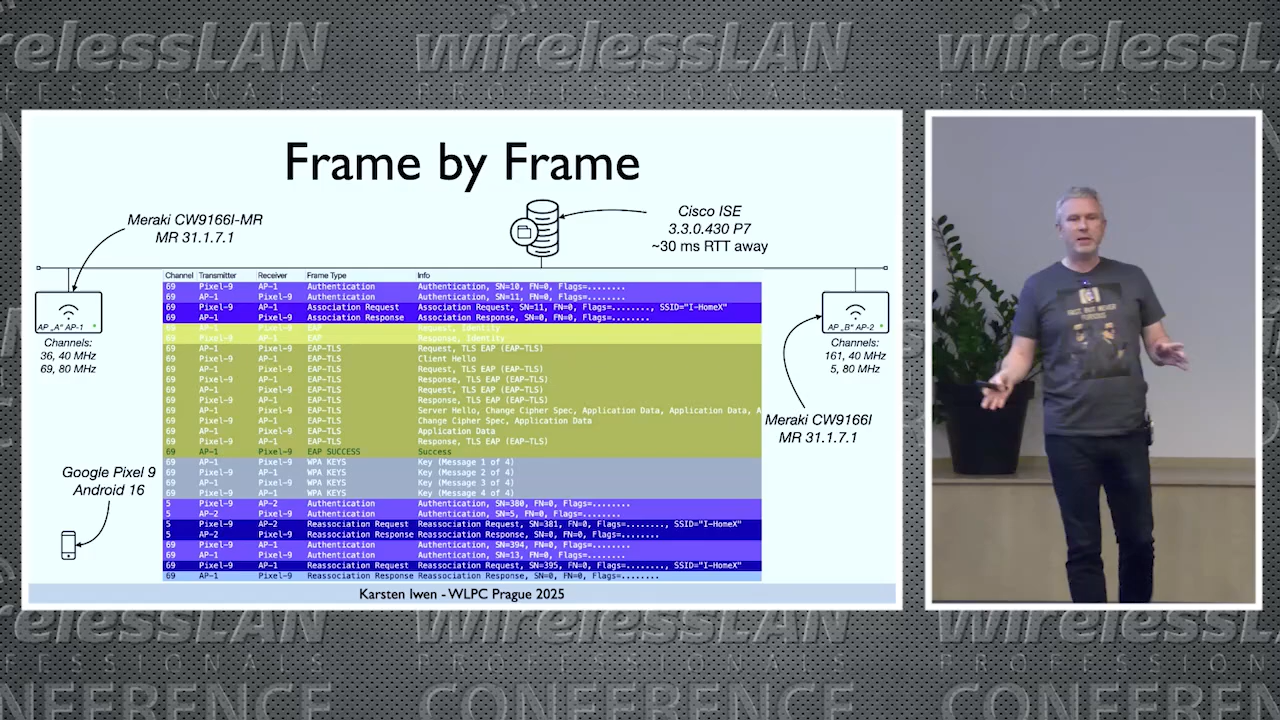 wirelessLAN
PROFESSIONALS
Frame by Frame
Meraki CW9166I-MR
MR 31.1.7.1
Cisco ISE
3.3.0.430 P7
~30 ms RTT away
AP „A" AP-1
Channels:
36, 40 MHz
69, 80 MHz
AP „B" AP-2
Channels:
161, 40 MHz
5, 80 MHz
Meraki CW9166I
MR 31.1.7.1
Google Pixel 9
Android 16
Channel Transmitter Receiver Frame Type Info
69 Pixel-9 AP-1 Authentication Authentication, SN=10, FN=0, Flags=........
69 AP-1 Pixel-9 Authentication Authentication, SN=11, FN=0, Flags=........
69 Pixel-9 AP-1 Association Request Association Request, SN=11, FN=0, Flags=........, SSID="I-HomeX"
69 AP-1 Pixel-9 Association Response Association Response, SN=0, FN=0, Flags=........
69 AP-1 Pixel-9 EAP Request, Identity
69 Pixel-9 AP-1 EAP Response, Identity
69 AP-1 Pixel-9 EAP-TLS Request, TLS EAP (EAP-TLS)
69 Pixel-9 AP-1 EAP-TLS Client Hello
69 AP-1 Pixel-9 EAP-TLS Request, TLS EAP (EAP-TLS)
69 Pixel-9 AP-1 EAP-TLS Response, TLS EAP (EAP-TLS)
69 AP-1 Pixel-9 EAP-TLS Request, TLS EAP (EAP-TLS)
69 Pixel-9 AP-1 EAP-TLS Response, TLS EAP (EAP-TLS)
69 AP-1 Pixel-9 EAP-TLS Server Hello, Change Cipher Spec, Application Data, Application Data, A
69 Pixel-9 AP-1 EAP-TLS Change Cipher Spec, Application Data
69 AP-1 Pixel-9 EAP-TLS Application Data
69 Pixel-9 AP-1 EAP-TLS Response, TLS EAP (EAP-TLS)
69 AP-1 Pixel-9 EAP SUCCESS Success
69 AP-1 Pixel-9 WPA KEYS Key (Message 1 of 4)
69 Pixel-9 AP-1 WPA KEYS Key (Message 2 of 4)
69 AP-1 Pixel-9 WPA KEYS Key (Message 3 of 4)
69 Pixel-9 AP-1 WPA KEYS Key (Message 4 of 4)
5 Pixel-9 AP-2 Authentication Authentication, SN=380, FN=0, Flags=........
5 AP-2 Pixel-9 Authentication Authentication, SN=5, FN=0, Flags=........
5 Pixel-9 AP-2 Reassociation Request Reassociation Request, SN=381, FN=0, Flags=........, SSID="I-HomeX"
5 AP-2 Pixel-9 Reassociation Response Reassociation Response, SN=0, FN=0, Flags=........
69 Pixel-9 AP-1 Authentication Authentication, SN=394, FN=0, Flags=........
69 AP-1 Pixel-9 Authentication Authentication, SN=13, FN=0, Flags=........
69 Pixel-9 AP-1 Reassociation Request Reassociation Request, SN=395, FN=0, Flags=........, SSID="I-HomeX"
69 AP-1 Pixel-9 Reassociation Response Reassociation Response, SN=0, FN=0, Flags=........
Karsten Iwen - WLPC Prague 2025
wirelessLAN
PROFESSIONALS
CONFERENCE